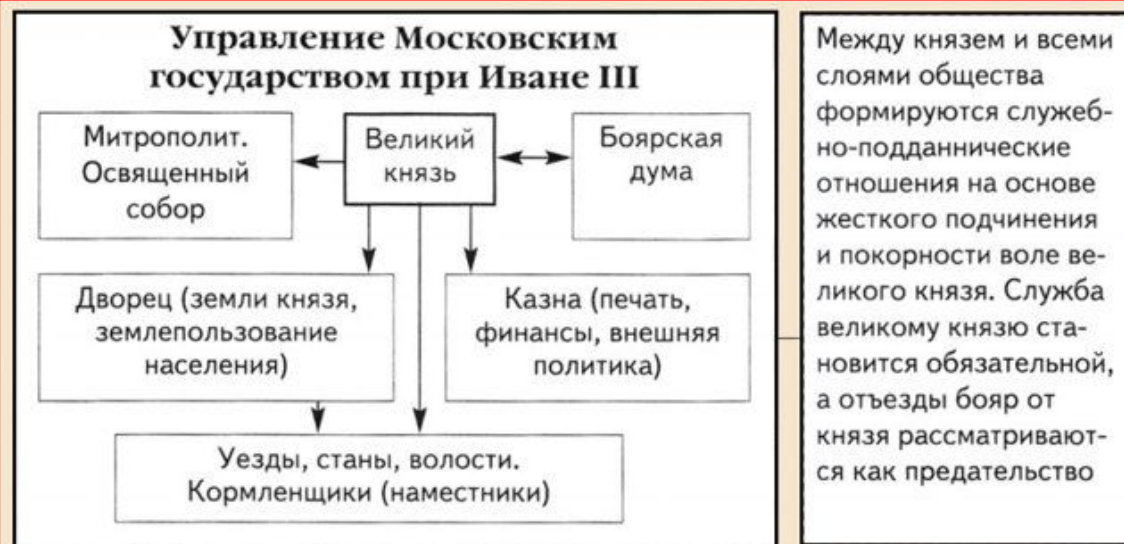 Управление Московским
государством при Иване III
Митрополит.
Освященный
собор
Великий
князь
Боярская
дума
Дворец (земли князя,
землепользование
населения)
Казна (печать,
финансы, внешняя
политика)
Уезды, станы, волости.
Кормленщики (наместники)
Между князем и всеми
слоями общества
формируются служеб-
но-подданнические
отношения на основе
жесткого подчинения
и покорности воле ве-
ликого князя. Служба
великому князю ста-
новится обязательной,
а отъезды бояр от
князя рассматривают-
ся как предательство